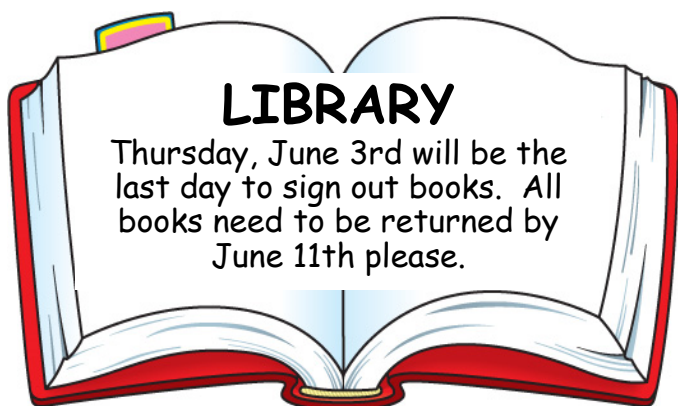 LIBRARY
Thursday, June 3rd will be the
last day to sign out books.  All
books need to be returned by
June 11th please.